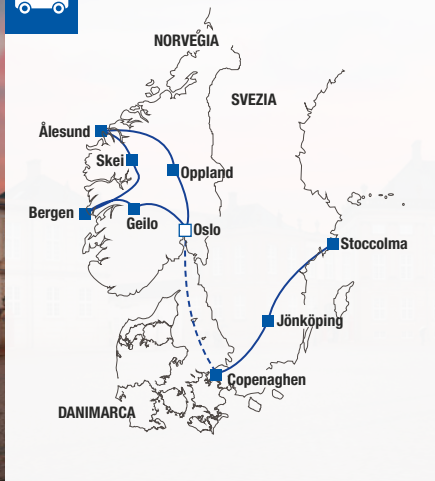 NORVEGIA
SVEZIA
Ålesund
Skei
Oppland
Bergen
Geilo
Oslo
Stoccolma
Jönköping
Copenaghen
DANIMARCA